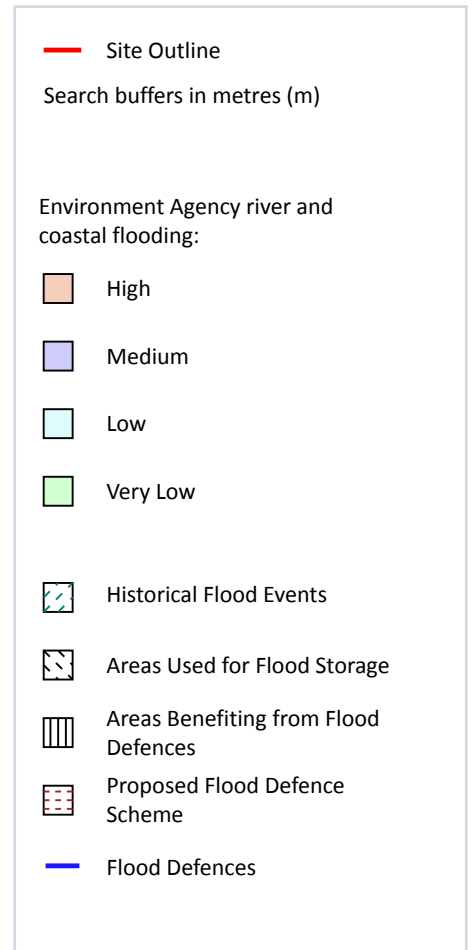 Site Outline
Search buffers in metres (m)
Environment Agency river and
coastal flooding:
High
Medium
Low
Very Low
Historical Flood Events
Areas Used for Flood Storage
Areas Benefiting from Flood
Defences
Proposed Flood Defence
Scheme
Flood Defences